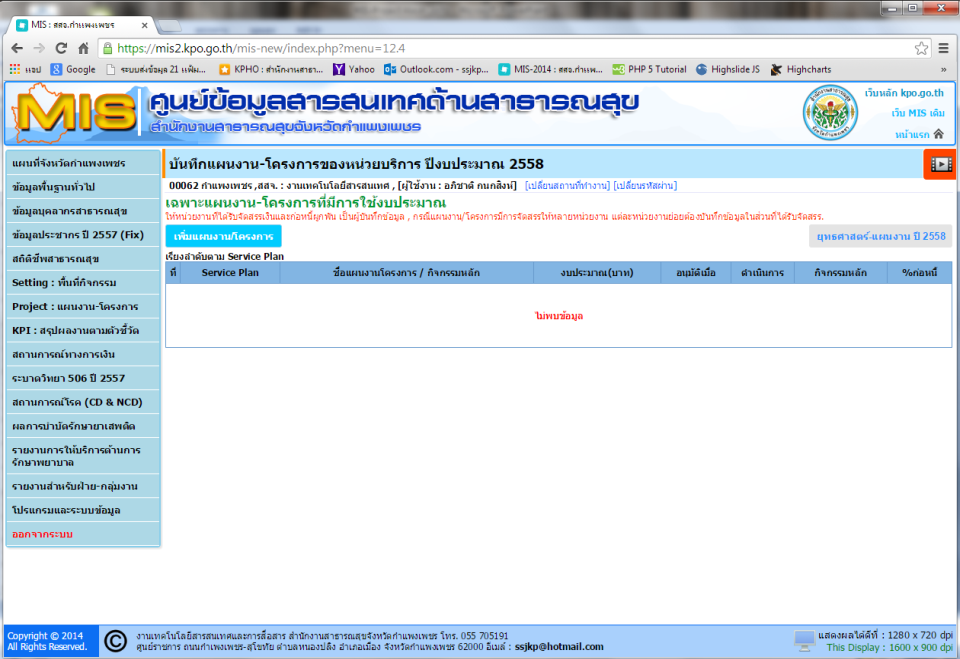 MIS : สสจ.กำแพงเพชร
https://mis2.kpo.go.th/mis-new/index.php?menu=12.4
แอป Google ระบบส่งข้อมูล 21 แฟ้ม... KPHO : สำนักงานสาธา... Yahoo Outlook.com - ssjkp... MIS-2014 : สสจ.กำแพ... PHP 5 Tutorial Highslide JS Highcharts »
MIS ศูนย์ข้อมูลสารสนเทศด้านสาธารณสุข
สำนักงานสาธารณสุขจังหวัดกำแพงเพชร
เว็บหลัก kpo.go.th
เว็บ MIS เดิม
หน้าแรก
แผนที่จังหวัดกำแพงเพชร
ข้อมูลพื้นฐานทั่วไป
ข้อมูลบุคลากรสาธารณสุข
ข้อมูลประชากร ปี 2557 (Fix)
สถิติชีพสาธารณสุข
Setting : พื้นที่กิจกรรม
Project : แผนงาน-โครงการ
KPI : สรุปผลงานตามตัวชี้วัด
สถานการณ์ทางการเงิน
ระบาดวิทยา 506 ปี 2557
สถานการณ์โรค (CD & NCD)
ผลการบำบัดรักษายาเสพติด
รายงานการให้บริการด้านการ
รักษาพยาบาล
รายงานสำหรับฝ่าย-กลุ่มงาน
โปรแกรมและระบบข้อมูล
ออกจากระบบ
บันทึกแผนงาน-โครงการของหน่วยบริการ ปีงบประมาณ 2558
00062 กำแพงเพชร,สสจ. : งานเทคโนโลยีสารสนเทศ , [ผู้ใช้งาน : อภิชาติ กนกสิงห์] [เปลี่ยนสถานที่ทำงาน] [เปลี่ยนรหัสผ่าน]
เฉพาะแผนงาน-โครงการที่มีการใช้งบประมาณ
ให้หน่วยงานที่ได้รับจัดสรรเงินและก่อหนี้ผูกพัน เป็นผู้บันทึกข้อมูล , กรณีแผนงาน/โครงการมีการจัดสรรให้หลายหน่วยงาน แต่ละหน่วยงานย่อยต้องบันทึกข้อมูลในส่วนที่ได้รับจัดสรร.
เพิ่มแผนงาน/โครงการ
ยุทธศาสตร์-แผนงาน ปี 2558
เรียงลำดับตาม Service Plan
ที่ Service Plan ชื่อแผนงานโครงการ / กิจกรรมหลัก งบประมาณ(บาท) อนุมัติเมื่อ ดำเนินการ กิจกรรมหลัก %ก่อหนี้
ไม่พบข้อมูล
Copyright © 2014
All Rights Reserved.
งานเทคโนโลยีสารสนเทศและการสื่อสาร สำนักงานสาธารณสุขจังหวัดกำแพงเพชร โทร. 055 705191
ศูนย์ราชการ ถนนกำแพงเพชร-สุโขทัย ตำบลหนองปลิง อำเภอเมือง จังหวัดกำแพงเพชร 62000 อีเมล์ : ssjkp@hotmail.com
แสดงผลได้ดีที่ : 1280 x 720 dpi
This Display : 1600 x 900 dpi